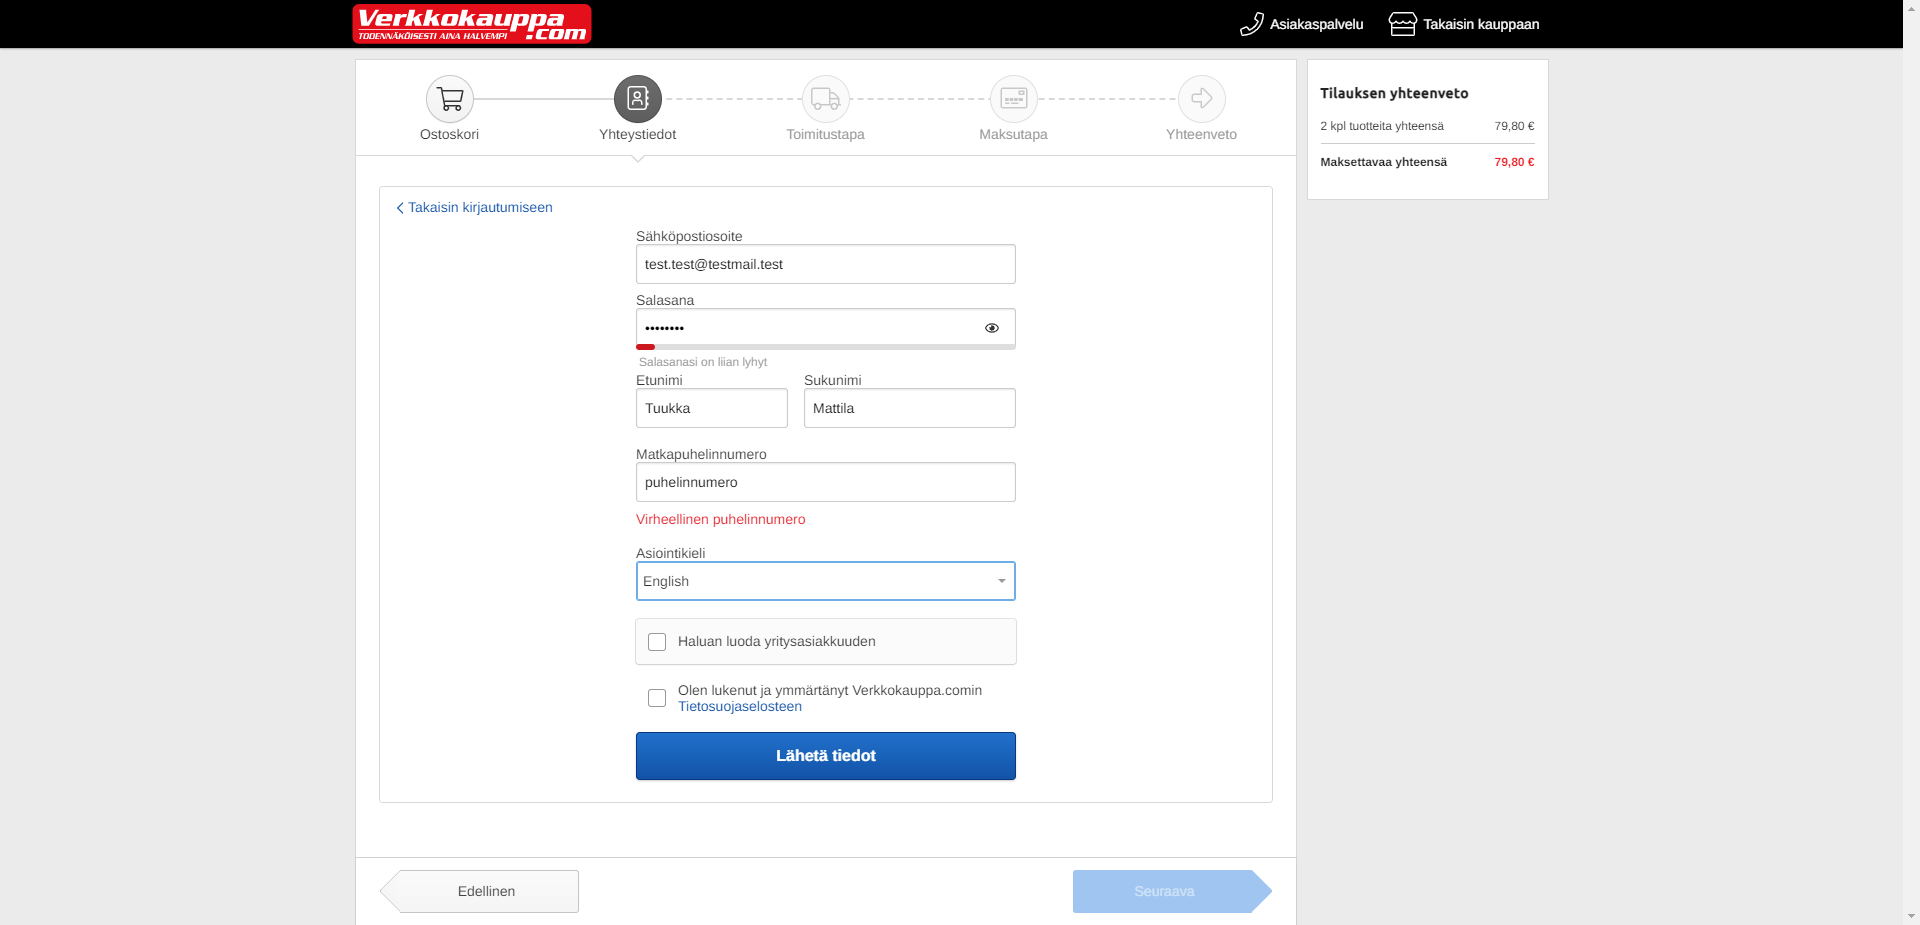 Verkkokauppa
.com
TODENNÄKÖISESTI AINA HALVEMPI
Asiakaspalvelu
Takaisin kauppaan
Ostoskori
Yhteystiedot
Toimitustapa
Maksutapa
Yhteenveto
Takaisin kirjautumiseen
Sähköpostiosoite
test.test@testmail.test
Salasana
••••••••
Salasanasi on liian lyhyt
Etunimi
Sukunimi
Tuukka
Mattila
Matkapuhelinnumero
puhelinnumero
Virheellinen puhelinnumero
Asiointikieli
English
Haluan luoda yritysasiakkuuden
Olen lukenut ja ymmärtänyt Verkkokauppa.comin
Tietosuojaselosteen
Lähetä tiedot
Edellinen
Seuraava
Tilauksen yhteenveto
2 kpl tuotteita yhteensä 79,80 €
Maksettavaa yhteensä 79,80 €